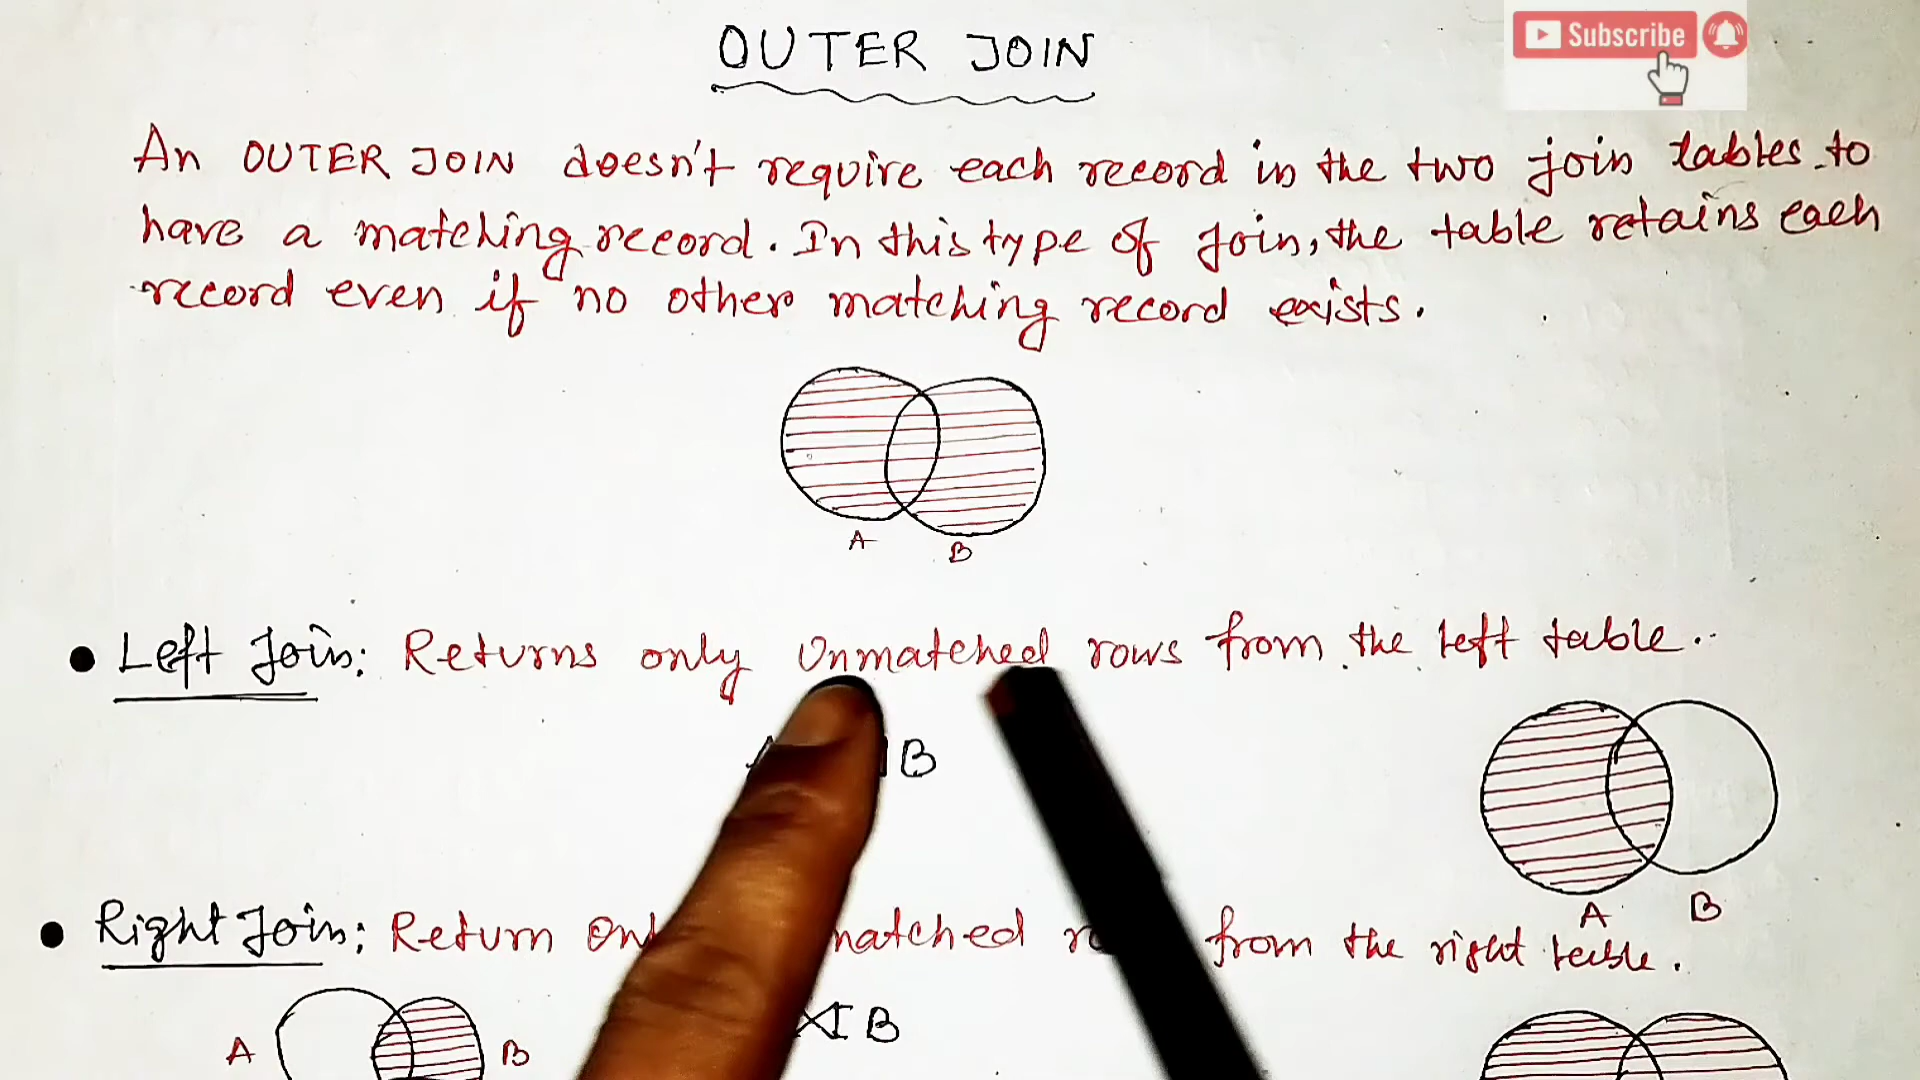 OUTER JOIN
Subscribe
An OUTER JOIN doesn't require each record in the two join tables to
have a matching record. In this type of Join, the table retains each
record even if no other matching record exists.
A B
Left Join: Returns only Unmatched rows from the left table.
B
A B
Right Join: Return matched from the right table.
A B
B